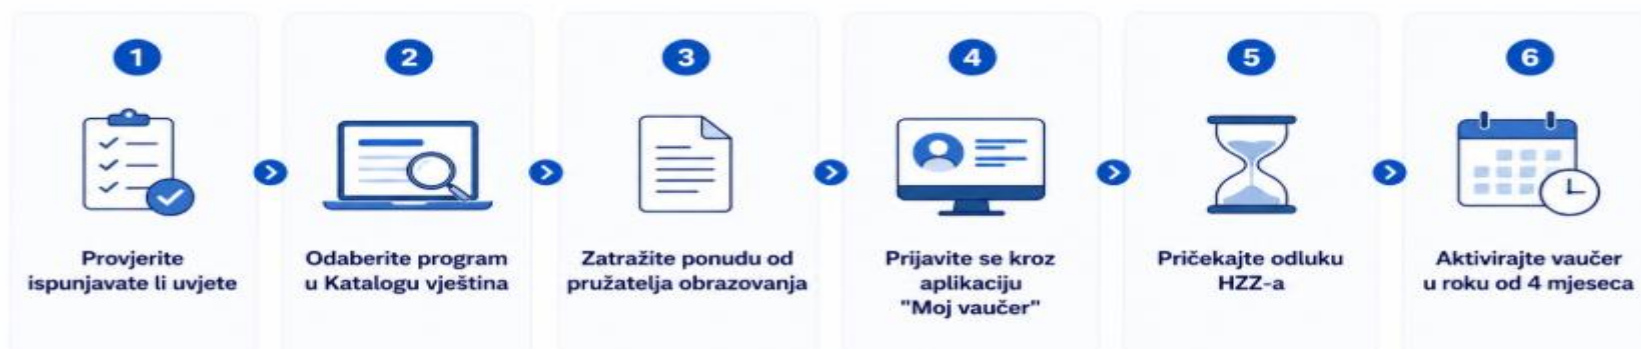 1
Provjerite
ispunjavate li uvjete
2
Odaberite program
u Katalogu vještina
3
Zatražite ponudu od
pružatelja obrazovanja
4
Prijavite se kroz
aplikaciju
"Moj vaučer"
5
Pričekajte odluku
HZZ-a
6
Aktivirajte vaučer
u roku od 4 mjeseca